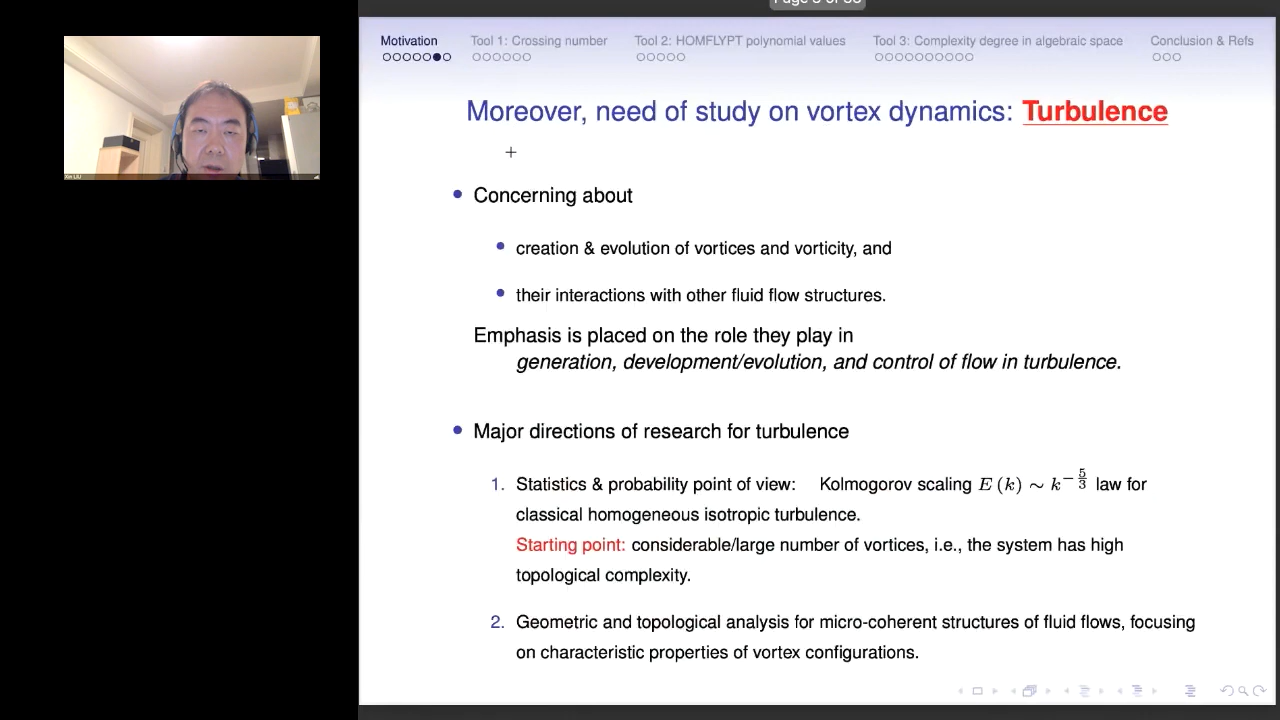 Motivation Tool 1: Crossing number Tool 2: HOMFLYPT polynomial values Tool 3: Complexity degree in algebraic space Conclusion & Refs
Moreover, need of study on vortex dynamics: Turbulence
• Concerning about
• creation & evolution of vortices and vorticity, and
• their interactions with other fluid flow structures.
Emphasis is placed on the role they play in
generation, development/evolution, and control of flow in turbulence.
• Major directions of research for turbulence
1. Statistics & probability point of view: Kolmogorov scaling E (k) ∼ k^{-5/3} law for
classical homogeneous isotropic turbulence.
Starting point: considerable/large number of vortices, i.e., the system has high
topological complexity.
2. Geometric and topological analysis for micro-coherent structures of fluid flows, focusing
on characteristic properties of vortex configurations.